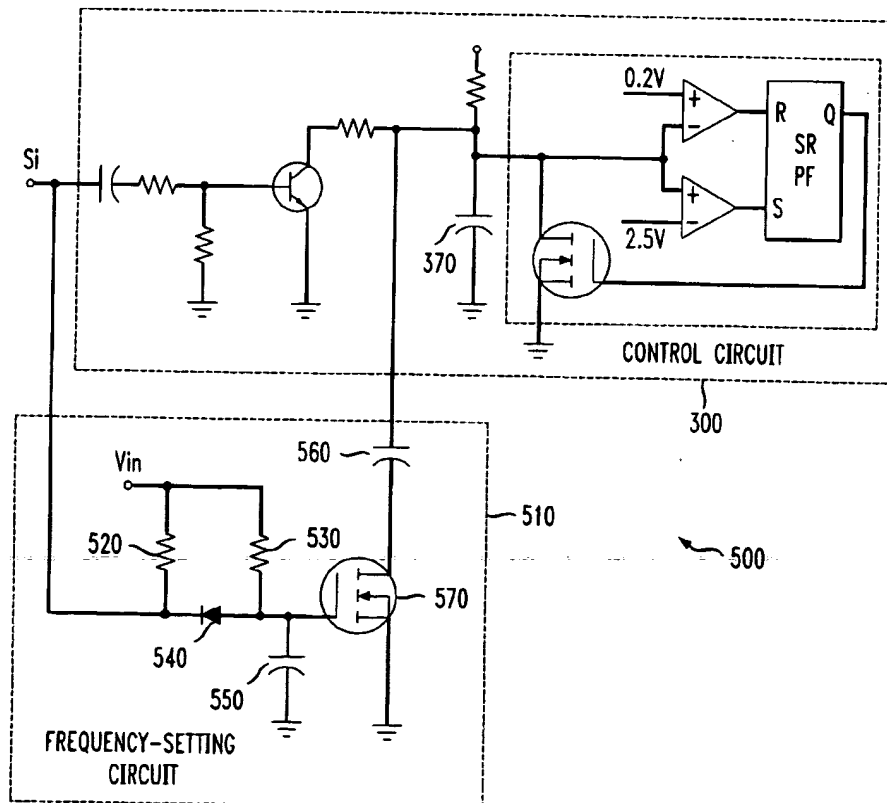 0.2V
R
Q
SR
PF
Si
S
2.5V
370
CONTROL CIRCUIT
300
560
Vin
510
520
530
500
570
540
550
FREQUENCY-SETTING
CIRCUIT